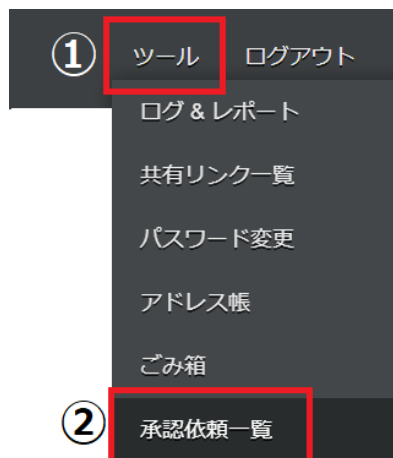 ① ツール ログアウト
ログ & レポート
共有リンク一覧
パスワード変更
アドレス帳
ごみ箱
② 承認依頼一覧